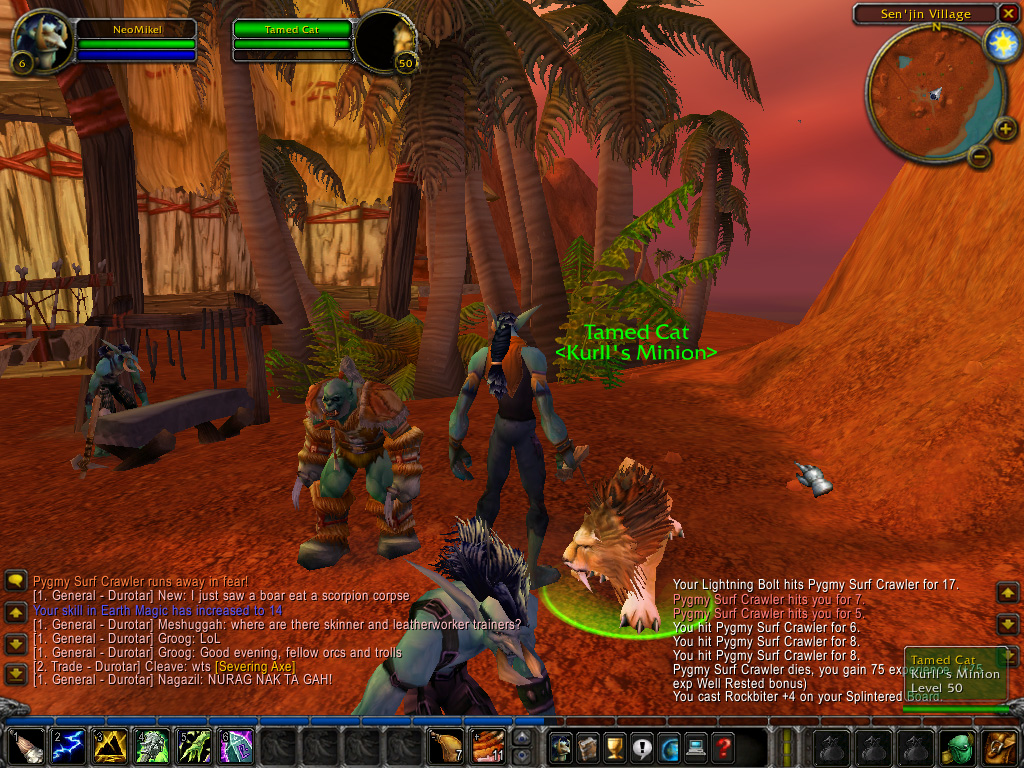 NeoMikel
6
Tamed Cat
50
Sen'jin Village
N
Tamed Cat
<Kurll's Minion>
Pygmy Surf Crawler runs away in fear!
[1. General - Durotar] New: I just saw a boar eat a scorpion corpse
Your skill in Earth Magic has increased to 14
[1. General - Durotar] Meshuggah: where are there skinner and leatherworker trainers?
[1. General - Durotar] Groog: LoL
[1. General - Durotar] Groog: Good evening, fellow orcs and trolls
[2. Trade - Durotar] Cleave: wts [Severing Axe]
[1. General - Durotar] Nagazil: NURAG NAK TA GAH!
Your Lightning Bolt hits Pygmy Surf Crawler for 17.
Pygmy Surf Crawler hits you for 7.
Pygmy Surf Crawler hits you for 5.
You hit Pygmy Surf Crawler for 6.
You hit Pygmy Surf Crawler for 8.
You hit Pygmy Surf Crawler for 8.
Pygmy Surf Crawler dies, you gain 75 experience.
exp Well Rested bonus)
You cast Rockbiter +4 on your Splintered Board.
Tamed Cat
Kurll's Minion
Level 50
1
2
3
4
5
7
11